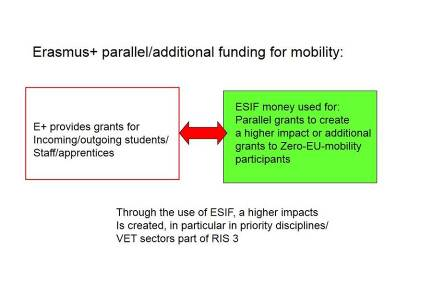 Erasmus+ parallel/additional funding for mobility:
E+ provides grants for
Incoming/outgoing students/
Staff/apprentices
ESIF money used for:
Parallel grants to create
a higher impact or additional
grants to Zero-EU-mobility
participants
Through the use of ESIF, a higher impacts
Is created, in particular in priority disciplines/
VET sectors part of RIS 3